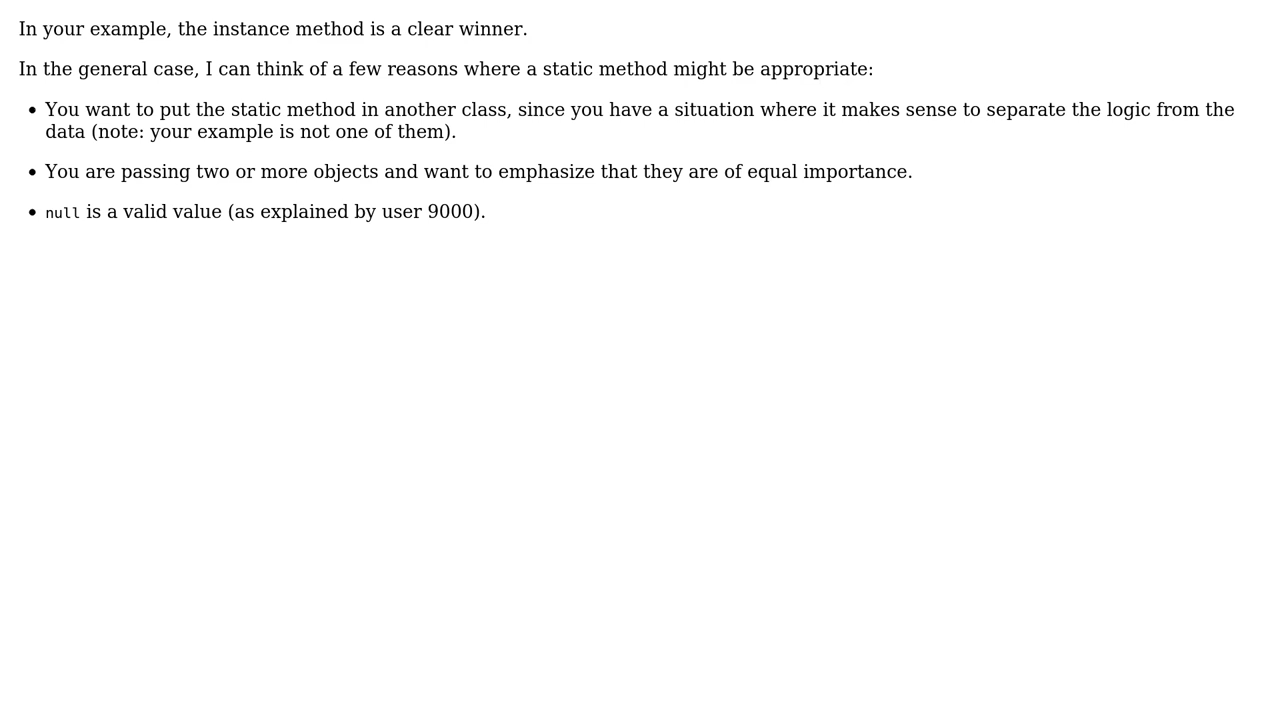 In your example, the instance method is a clear winner.
In the general case, I can think of a few reasons where a static method might be appropriate:
• You want to put the static method in another class, since you have a situation where it makes sense to separate the logic from the
data (note: your example is not one of them).
• You are passing two or more objects and want to emphasize that they are of equal importance.
• null is a valid value (as explained by user 9000).